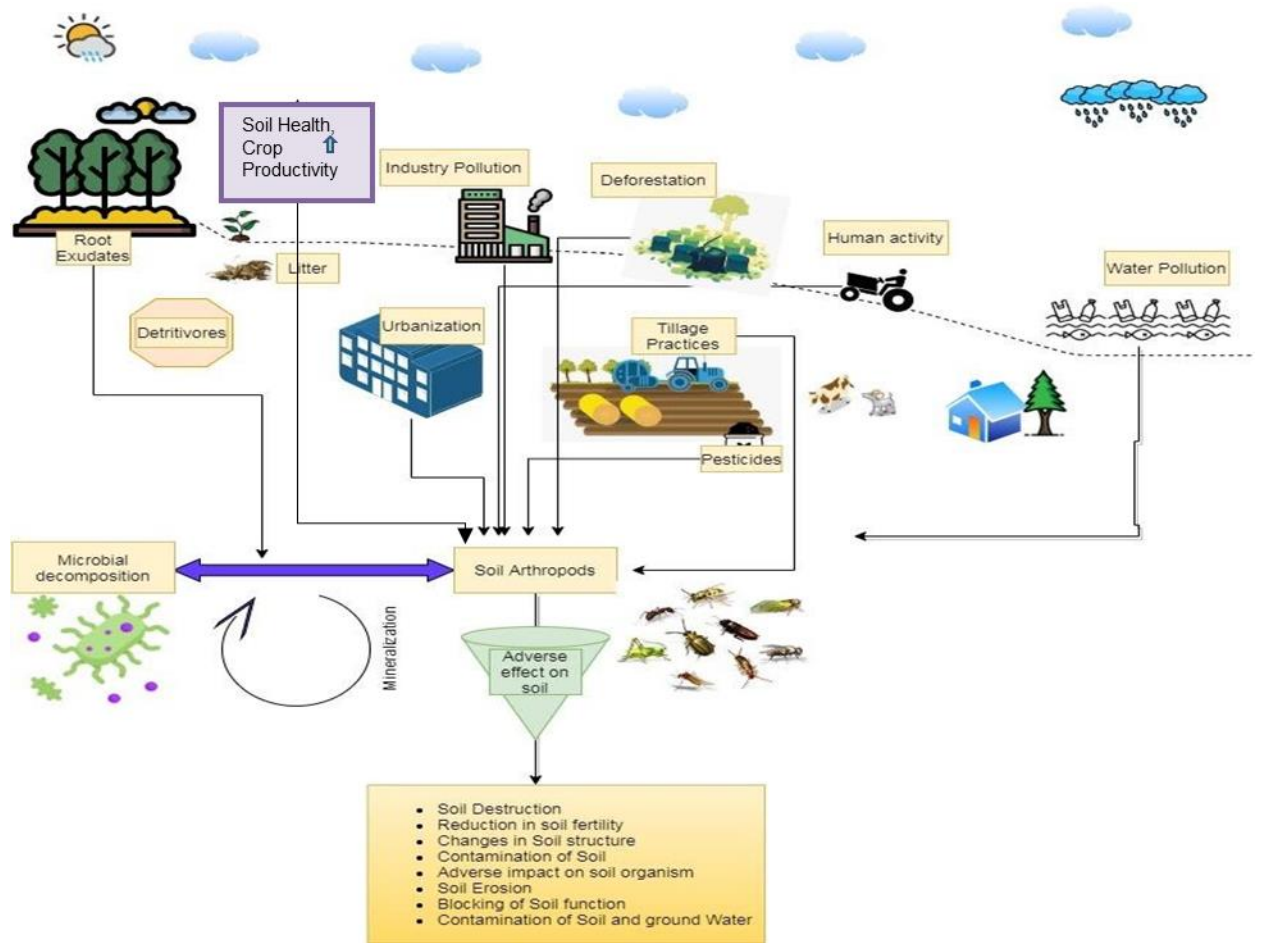 Soil Health,
Crop
Productivity
Industry Pollution
Deforestation
Root
Exudates
Litter
Human activity
Water Pollution
Detritivores
Urbanization
Tillage
Practices
Pesticides
Microbial
decomposition
Soil Arthropods
Mineralization
Adverse
effect on
soil
• Soil Destruction
• Reduction in soil fertility
• Changes in Soil structure
• Contamination of Soil
• Adverse impact on soil organism
• Soil Erosion
• Blocking of Soil function
• Contamination of Soil and ground Water